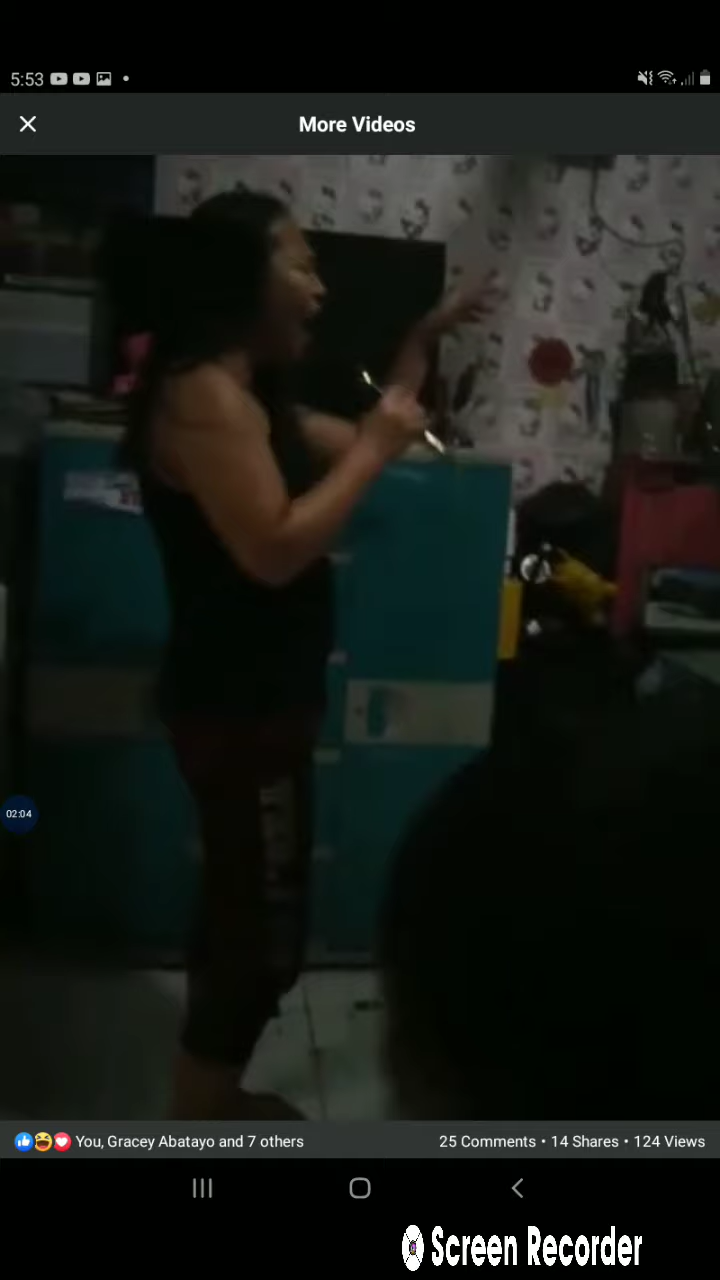 5:53
More Videos
02:04
You, Gracey Abatayo and 7 others
25 Comments • 14 Shares • 124 Views
Screen Recorder